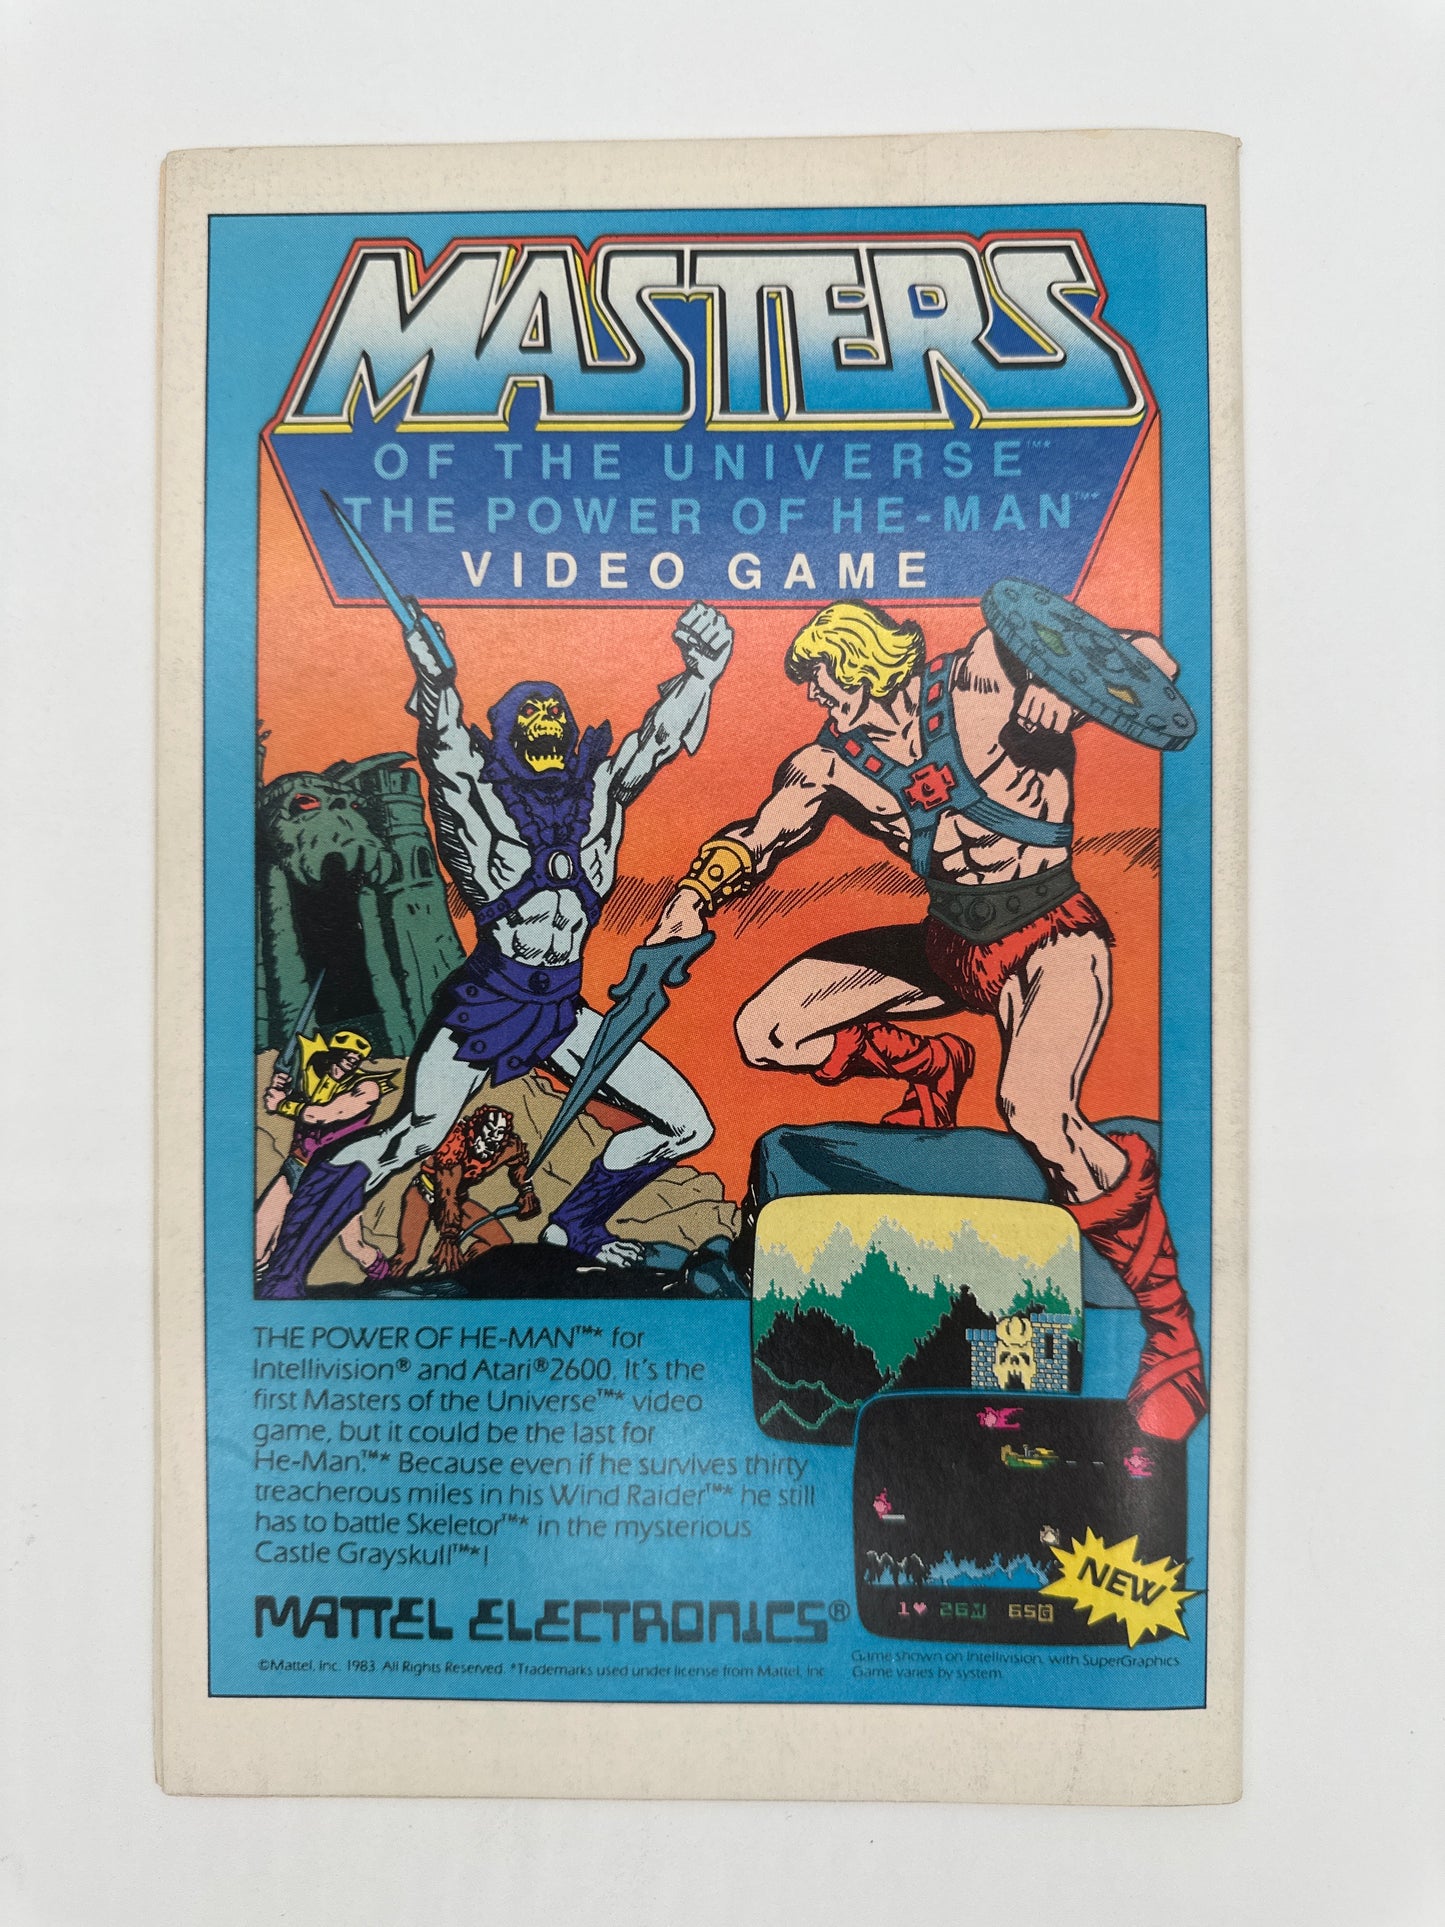 MASTERS
OF THE UNIVERSE™*
THE POWER OF HE-MAN™*
VIDEO GAME
THE POWER OF HE-MAN™* for
Intellivision® and Atari® 2600. It's the
first Masters of the Universe™* video
game, but it could be the last for
He-Man.™* Because even if he survives thirty
treacherous miles in his Wind Raider™* he still
has to battle Skeletor™* in the mysterious
Castle Grayskull™*!
NEW
1♥ 26 65
MATTEL ELECTRONICS®
©Mattel, Inc. 1983. All Rights Reserved. *Trademarks used under license from Mattel, Inc.
Game shown on Intellivision, with SuperGraphics.
Game varies by system.